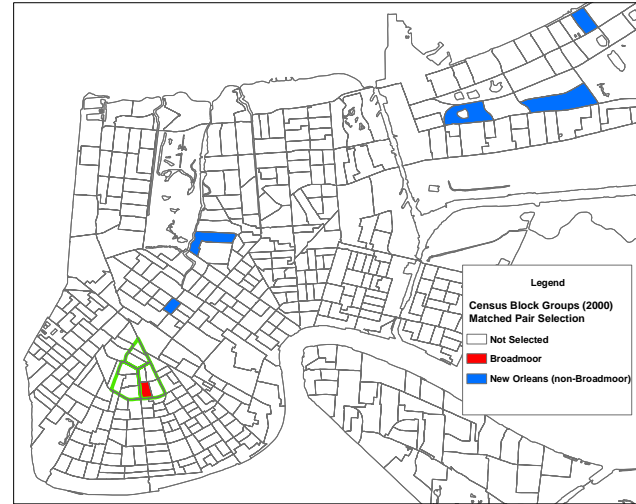 Legend
Census Block Groups (2000)
Matched Pair Selection
Not Selected
Broadmoor
New Orleans (non-Broadmoor)